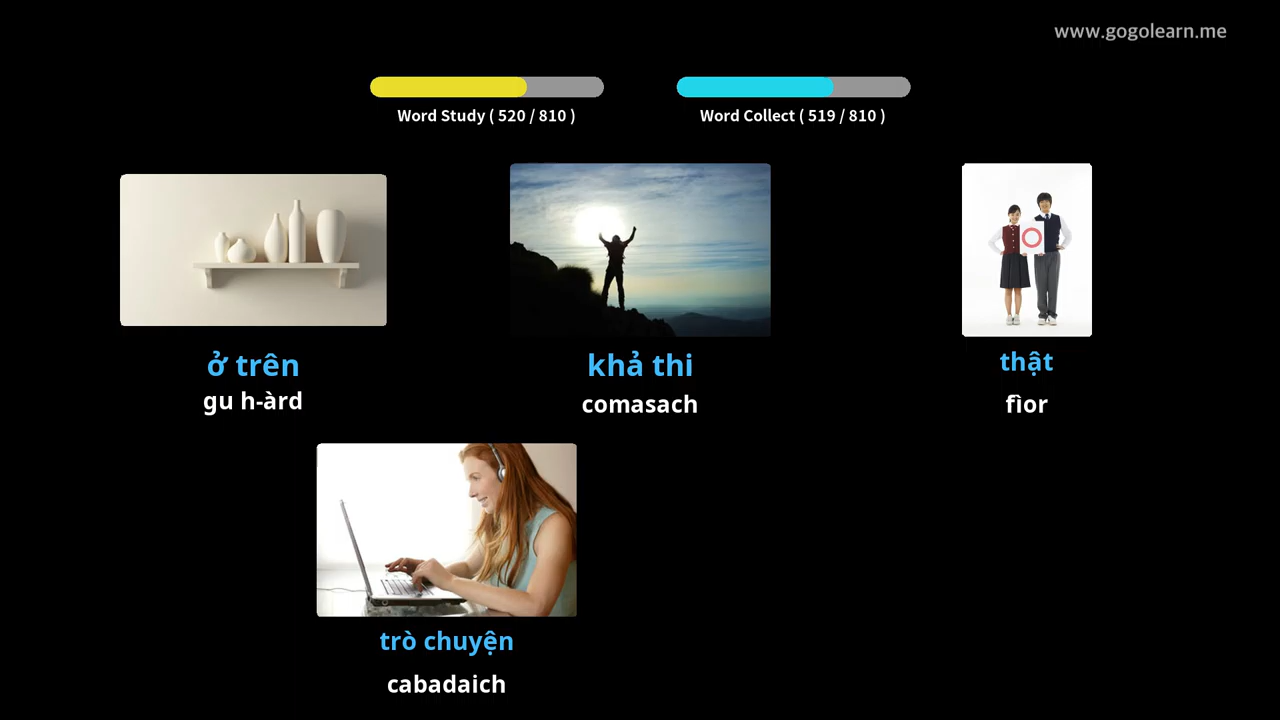 www.gogolearn.me
Word Study ( 520 / 810 )
Word Collect ( 519 / 810 )
ở trên
gu h-àrd
khả thi
comasach
thật
fìor
trò chuyện
cabadaich